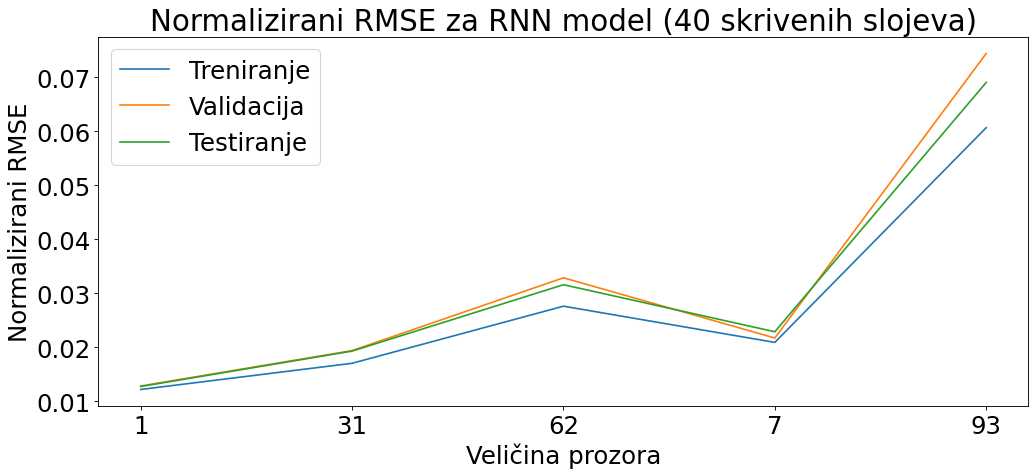 Normalizirani RMSE za RNN model (40 skrivenih slojeva)
Treniranje
Validacija
Testiranje
Normalizirani RMSE
0.07
0.06
0.05
0.04
0.03
0.02
0.01
1 31 62 7 93
Veličina prozora